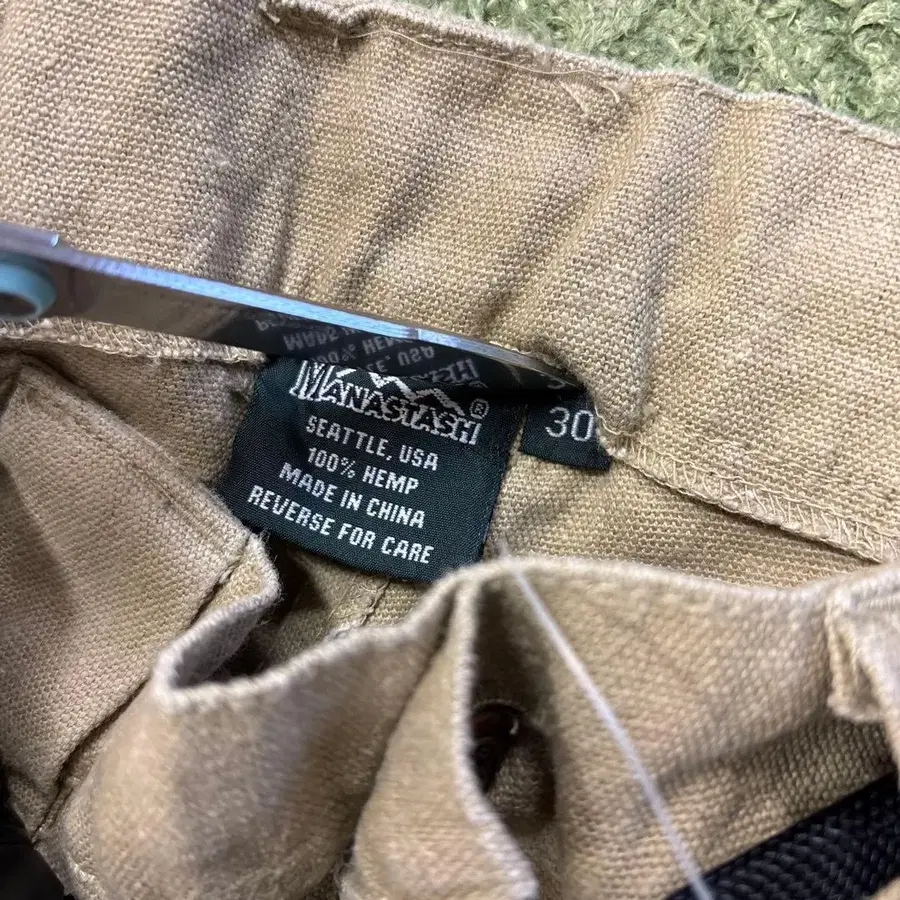 MANASTASH®
SEATTLE, USA
100% HEMP
MADE IN CHINA
REVERSE FOR CARE
30